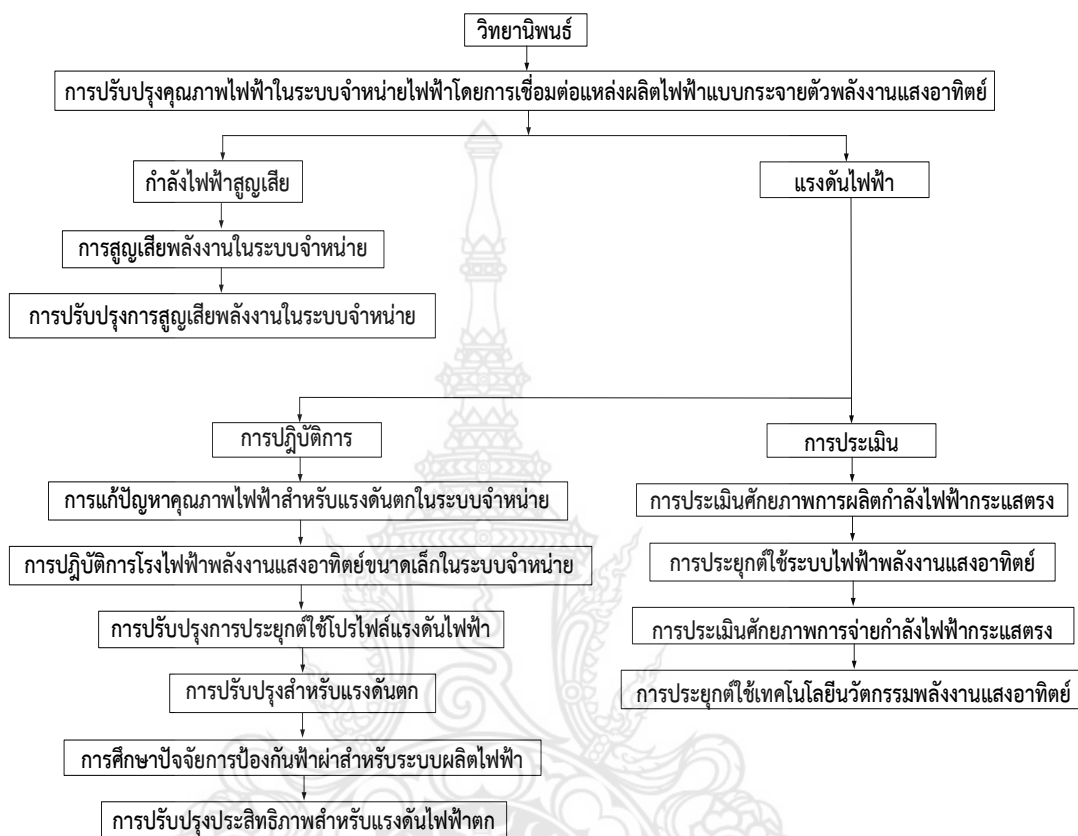 วิทยานิพนธ์
การปรับปรุงคุณภาพไฟฟ้าในระบบจำหน่ายไฟฟ้าโดยการเชื่อมต่อแหล่งผลิตไฟฟ้าแบบกระจายตัวพลังงานแสงอาทิตย์
กำลังไฟฟ้าสูญเสีย
การสูญเสียพลังงานในระบบจำหน่าย
การปรับปรุงการสูญเสียพลังงานในระบบจำหน่าย
แรงดันไฟฟ้า
การปฎิบัติการ
การแก้ปัญหาคุณภาพไฟฟ้าสำหรับแรงดันตกในระบบจำหน่าย
การปฎิบัติการโรงไฟฟ้าพลังงานแสงอาทิตย์ขนาดเล็กในระบบจำหน่าย
การปรับปรุงการประยุกต์ใช้โปรไฟล์แรงดันไฟฟ้า
การปรับปรุงสำหรับแรงดันตก
การศึกษาปัจจัยการป้องกันฟ้าผ่าสำหรับระบบผลิตไฟฟ้า
การปรับปรุงประสิทธิภาพสำหรับแรงดันไฟฟ้าตก
การประเมิน
การประเมินศักยภาพการผลิตกำลังไฟฟ้ากระแสตรง
การประยุกต์ใช้ระบบไฟฟ้าพลังงานแสงอาทิตย์
การประเมินศักยภาพการจ่ายกำลังไฟฟ้ากระแสตรง
การประยุกต์ใช้เทคโนโลยีนวัตกรรมพลังงานแสงอาทิตย์